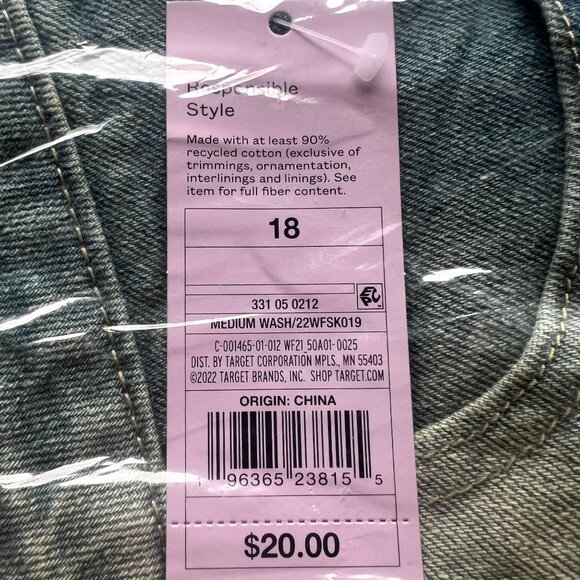 Responsible
Style
Made with at least 90%
recycled cotton (exclusive of
trimmings, ornamentation,
interlinings and linings). See
item for full fiber content.
18
331 05 0212
MEDIUM WASH/22WFSK019
C-001465-01-012 WF21_50A01-0025
DIST. BY TARGET CORPORATION MPLS., MN 55403
©2022 TARGET BRANDS, INC. SHOP TARGET.COM
ORIGIN: CHINA
1 96365 23815 5
$20.00